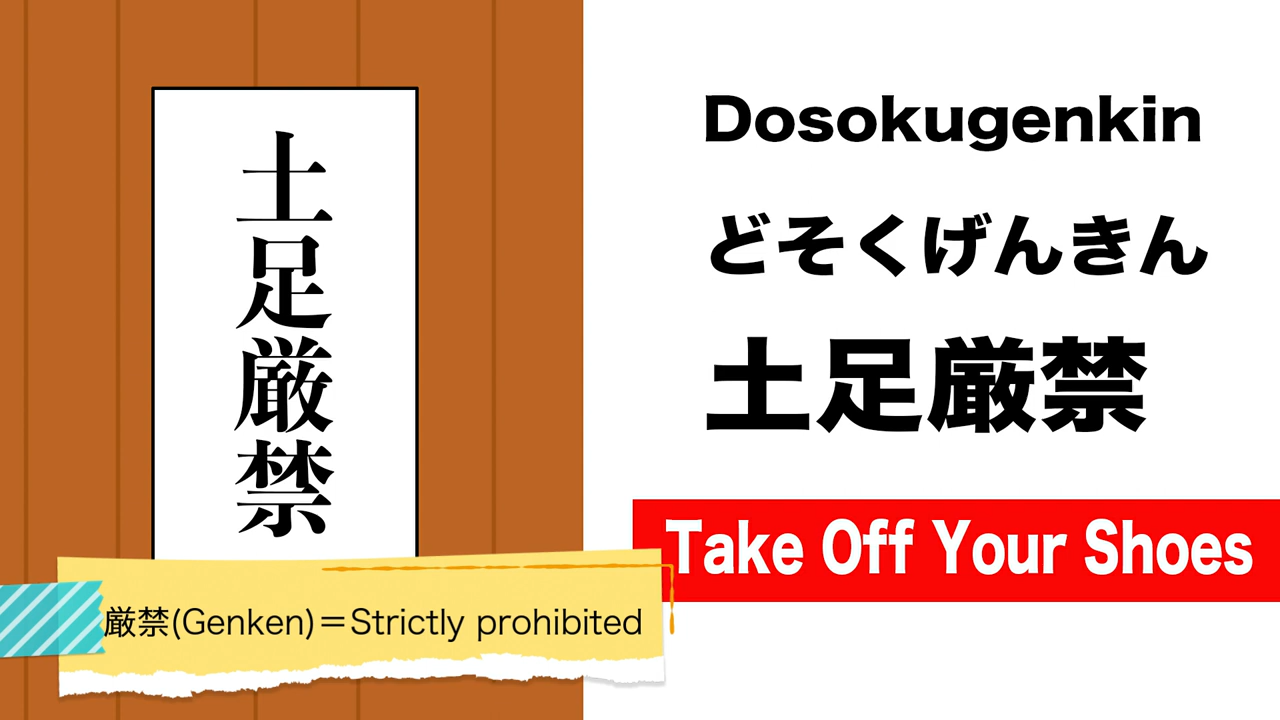 土足厳禁
Dosokugenkin
どそくげんきん
土足厳禁
Take Off Your Shoes
厳禁(Genken)＝Strictly prohibited